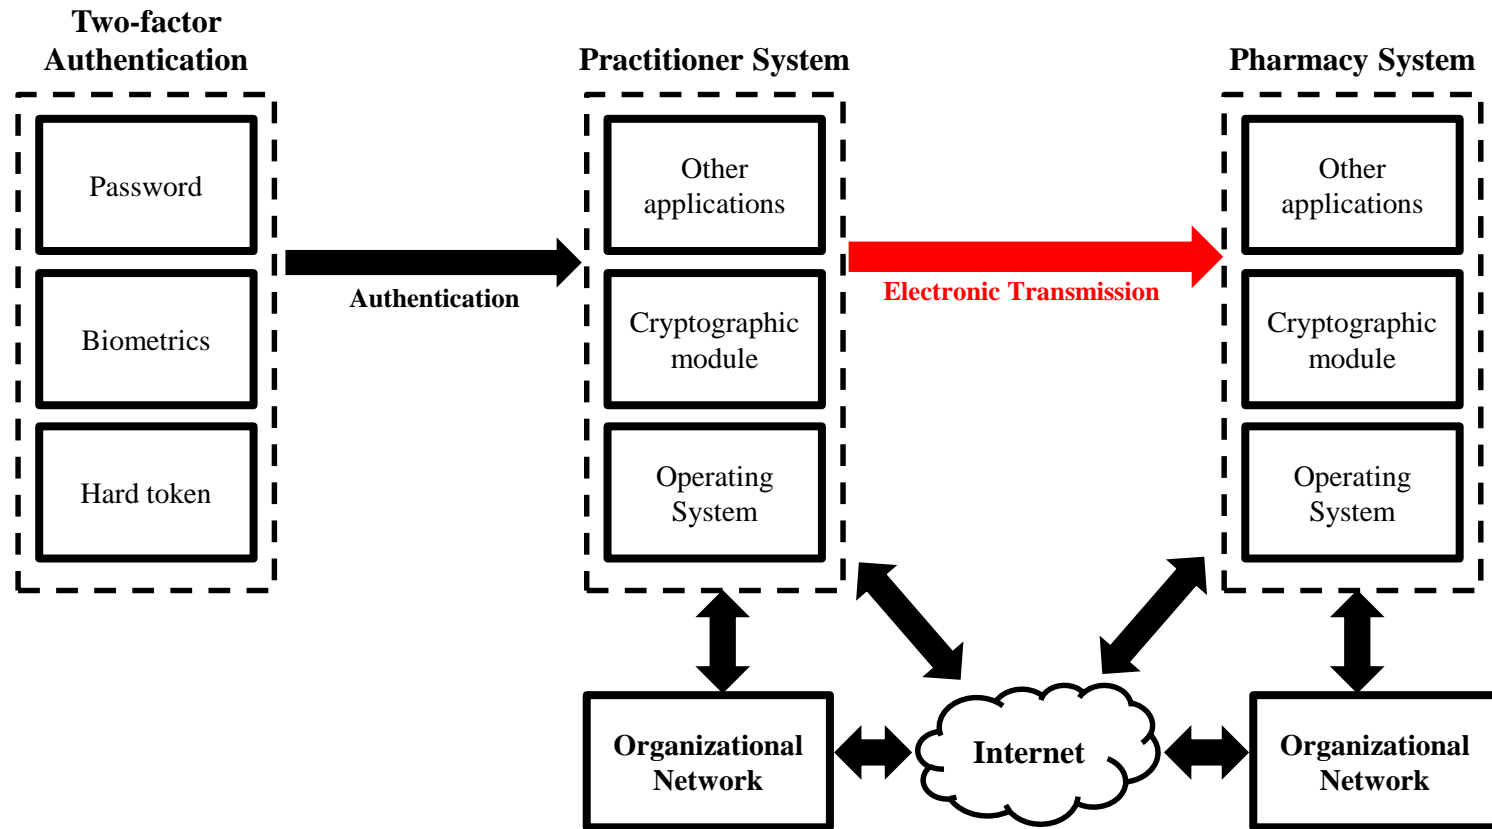 Two-factor
Authentication
Password
Biometrics
Hard token
Authentication
Practitioner System
Other
applications
Cryptographic
module
Operating
System
Electronic Transmission
Pharmacy System
Other
applications
Cryptographic
module
Operating
System
Organizational
Network
Internet
Organizational
Network